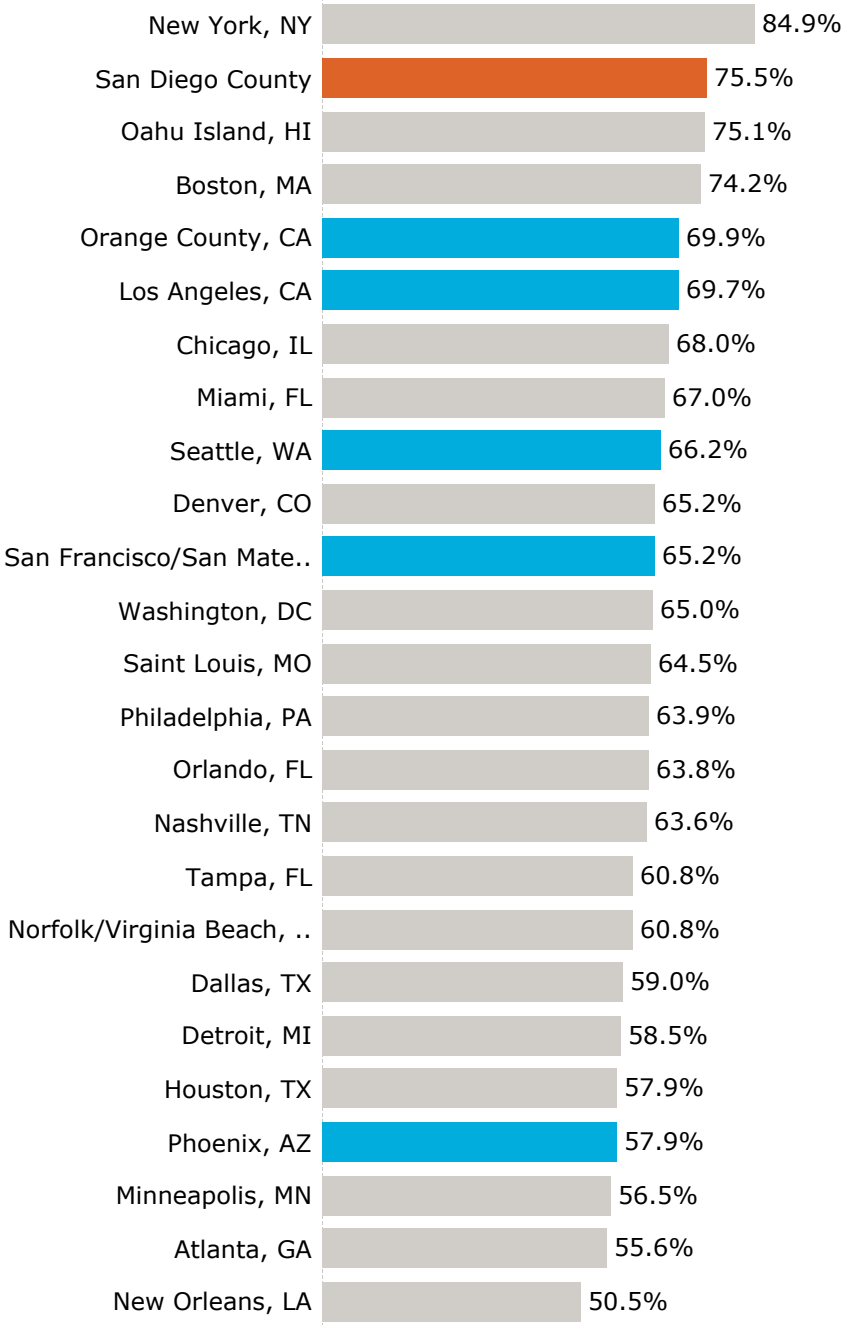 New York, NY 84.9%
San Diego County 75.5%
Oahu Island, HI 75.1%
Boston, MA 74.2%
Orange County, CA 69.9%
Los Angeles, CA 69.7%
Chicago, IL 68.0%
Miami, FL 67.0%
Seattle, WA 66.2%
Denver, CO 65.2%
San Francisco/San Mate.. 65.2%
Washington, DC 65.0%
Saint Louis, MO 64.5%
Philadelphia, PA 63.9%
Orlando, FL 63.8%
Nashville, TN 63.6%
Tampa, FL 60.8%
Norfolk/Virginia Beach, .. 60.8%
Dallas, TX 59.0%
Detroit, MI 58.5%
Houston, TX 57.9%
Phoenix, AZ 57.9%
Minneapolis, MN 56.5%
Atlanta, GA 55.6%
New Orleans, LA 50.5%